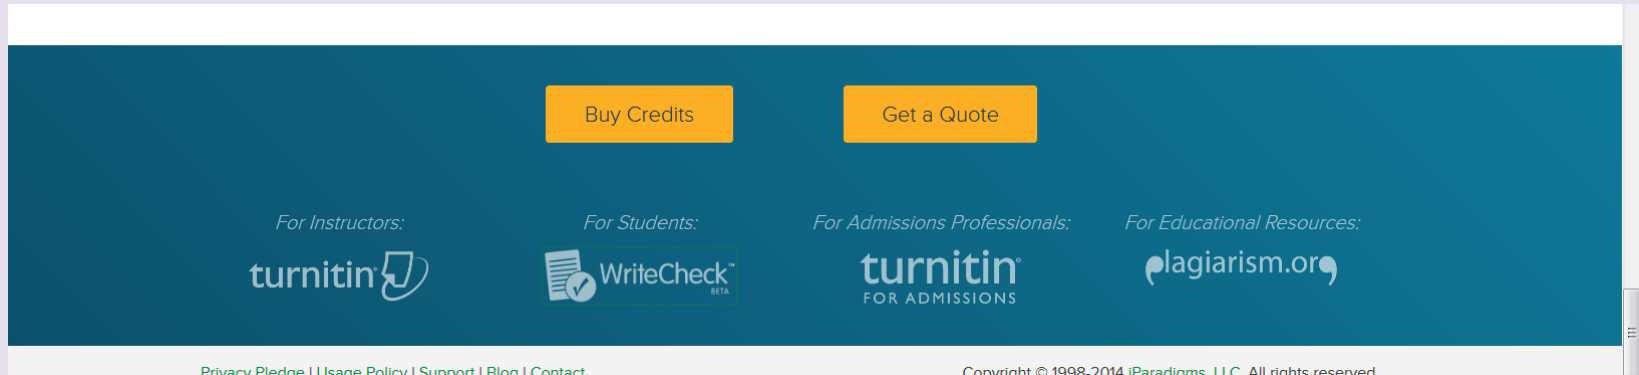 Buy Credits Get a Quote
For Instructors: For Students: For Admissions Professionals: For Educational Resources:
turnitin® WriteCheck™ turnitin® plagiarism.org
BETA FOR ADMISSIONS
Privacy Pledge | Usage Policy | Support | Blog | Contact Copyright © 1998-2014 iParadigms, LLC. All rights reserved.